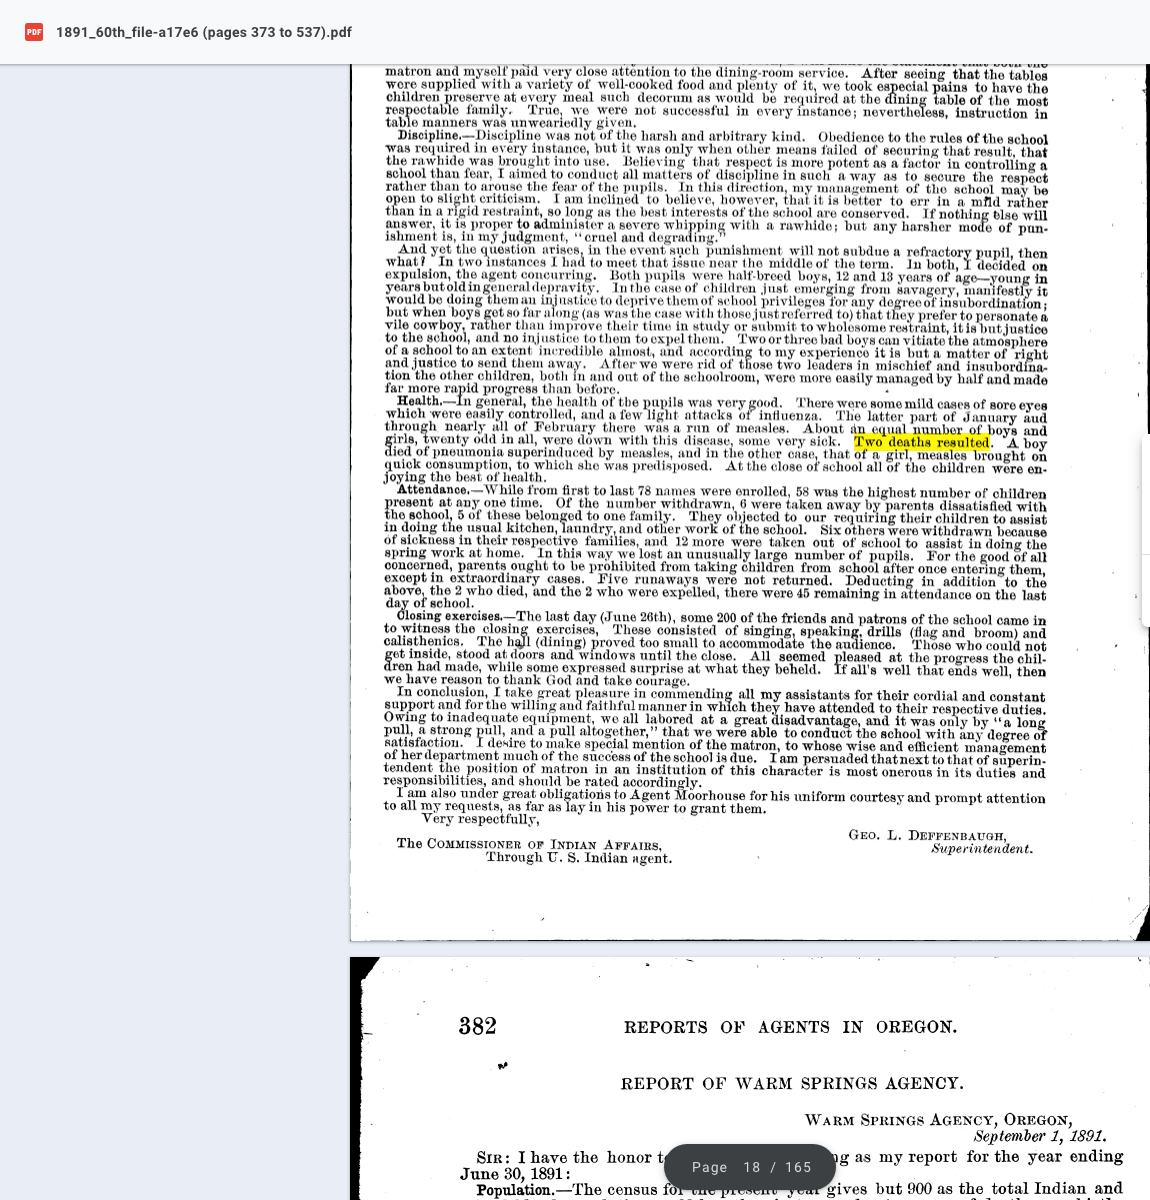 PDF
1891_60th_file-a17e6 (pages 373 to 537).pdf
matron and myself paid very close attention to the dining-room service. After seeing that the tables
were supplied with a variety of well-cooked food and plenty of it, we took especial pains to have the
children preserve at every meal such decorum as would be required at the dining table of the most
respectable family. True, we were not successful in every instance; nevertheless, instruction in
table manners was unweariedly given.
Discipline.—Discipline was not of the harsh and arbitrary kind. Obedience to the rules of the school
was required in every instance, but it was only when other means failed of securing that result, that
the rawhide was brought into use. Believing that respect is more potent as a factor in controlling a
school than fear, I aimed to conduct all matters of discipline in such a way as to secure the respect
rather than to arouse the fear of the pupils. In this direction, my management of the school may be
open to slight criticism. I am inclined to believe, however, that it is better to err in a mild rather
than in a rigid restraint, so long as the best interests of the school are conserved. If nothing else will
answer, it is proper to administer a severe whipping with a rawhide; but any harsher mode of pun-
ishment is, in my judgment, "cruel and degrading."
And yet the question arises, in the event such punishment will not subdue a refractory pupil, then
what? In two instances I had to meet that issue near the middle of the term. In both, I decided on
expulsion, the agent concurring. Both pupils were half-breed boys, 12 and 13 years of age—young in
years but old in general depravity. In the case of children just emerging from savagery, manifestly it
would be doing them an injustice to deprive them of school privileges for any degree of insubordination;
but when boys get so far along (as was the case with those just referred to) that they prefer to personate a
vile cowboy, rather than improve their time in study or submit to wholesome restraint, it is but justice
to the school, and no injustice to them to expel them. Two or three bad boys can vitiate the atmosphere
of a school to an extent incredible almost, and according to my experience it is but a matter of right
and justice to send them away. After we were rid of those two leaders in mischief and insubordina-
tion the other children, both in and out of the schoolroom, were more easily managed by half and made
far more rapid progress than before.
Health.—In general, the health of the pupils was very good. There were some mild cases of sore eyes
which were easily controlled, and a few light attacks of influenza. The latter part of January and
through nearly all of February there was a run of measles. About an equal number of boys and
girls, twenty odd in all, were down with this disease, some very sick. Two deaths resulted. A boy
died of pneumonia superinduced by measles, and in the other case, that of a girl, measles brought on
quick consumption, to which she was predisposed. At the close of school all of the children were en-
joying the best of health.
Attendance.—While from first to last 78 names were enrolled, 58 was the highest number of children
present at any one time. Of the number withdrawn, 6 were taken away by parents dissatisfied with
the school, 5 of these belonged to one family. They objected to our requiring their children to assist
in doing the usual kitchen, laundry, and other work of the school. Six others were withdrawn because
of sickness in their respective families, and 12 more were taken out of school to assist in doing the
spring work at home. In this way we lost an unusually large number of pupils. For the good of all
concerned, parents ought to be prohibited from taking children from school after once entering them,
except in extraordinary cases. Five runaways were not returned. Deducting in addition to the
above, the 2 who died, and the 2 who were expelled, there were 45 remaining in attendance on the last
day of school.
Closing exercises.—The last day (June 26th), some 200 of the friends and patrons of the school came in
to witness the closing exercises, These consisted of singing, speaking, drills (flag and broom) and
calisthenics. The hall (dining) proved too small to accommodate the audience. Those who could not
get inside, stood at doors and windows until the close. All seemed pleased at the progress the chil-
dren had made, while some expressed surprise at what they beheld. If all's well that ends well, then
we have reason to thank God and take courage.
In conclusion, I take great pleasure in commending all my assistants for their cordial and constant
support and for the willing and faithful manner in which they have attended to their respective duties.
Owing to inadequate equipment, we all labored at a great disadvantage, and it was only by "a long
pull, a strong pull, and a pull altogether," that we were able to conduct the school with any degree of
satisfaction. I desire to make special mention of the matron, to whose wise and efficient management
of her department much of the success of the school is due. I am persuaded that next to that of superin-
tendent the position of matron in an institution of this character is most onerous in its duties and
responsibilities, and should be rated accordingly.
I am also under great obligations to Agent Moorhouse for his uniform courtesy and prompt attention
to all my requests, as far as lay in his power to grant them.
Very respectfully,
GEO. L. DEFFENBAUGH,
Superintendent.
The COMMISSIONER OF INDIAN AFFAIRS,
Through U. S. Indian agent.
382 REPORTS OF AGENTS IN OREGON.
REPORT OF WARM SPRINGS AGENCY.
WARM SPRINGS AGENCY, OREGON,
September 1, 1891.
SIR: I have the honor as my report for the year ending
June 30, 1891:
Population.—The census for the present year gives but 900 as the total Indian and
Page 18 / 165